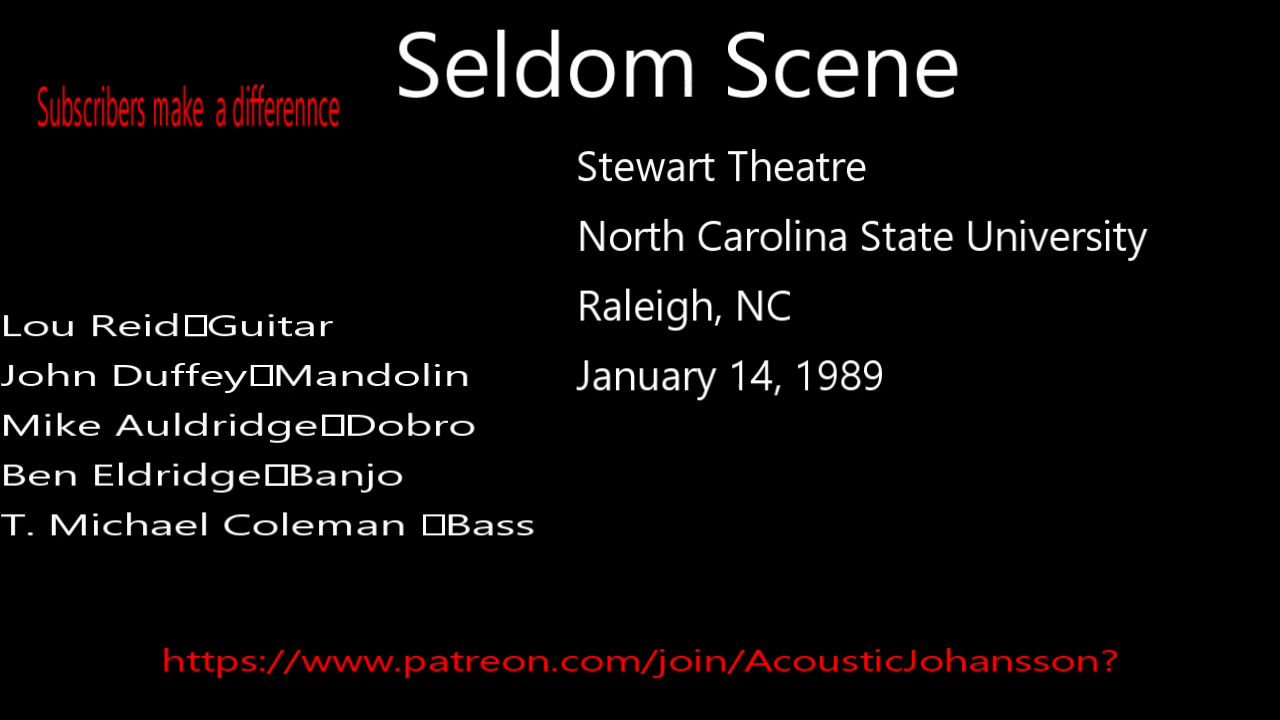 Seldom Scene
Subscribers make a differennce
Stewart Theatre
North Carolina State University
Raleigh, NC
January 14, 1989
Lou Reid□Guitar
John Duffey□Mandolin
Mike Auldridge□Dobro
Ben Eldridge□Banjo
T. Michael Coleman □Bass
https://www.patreon.com/join/AcousticJohansson?